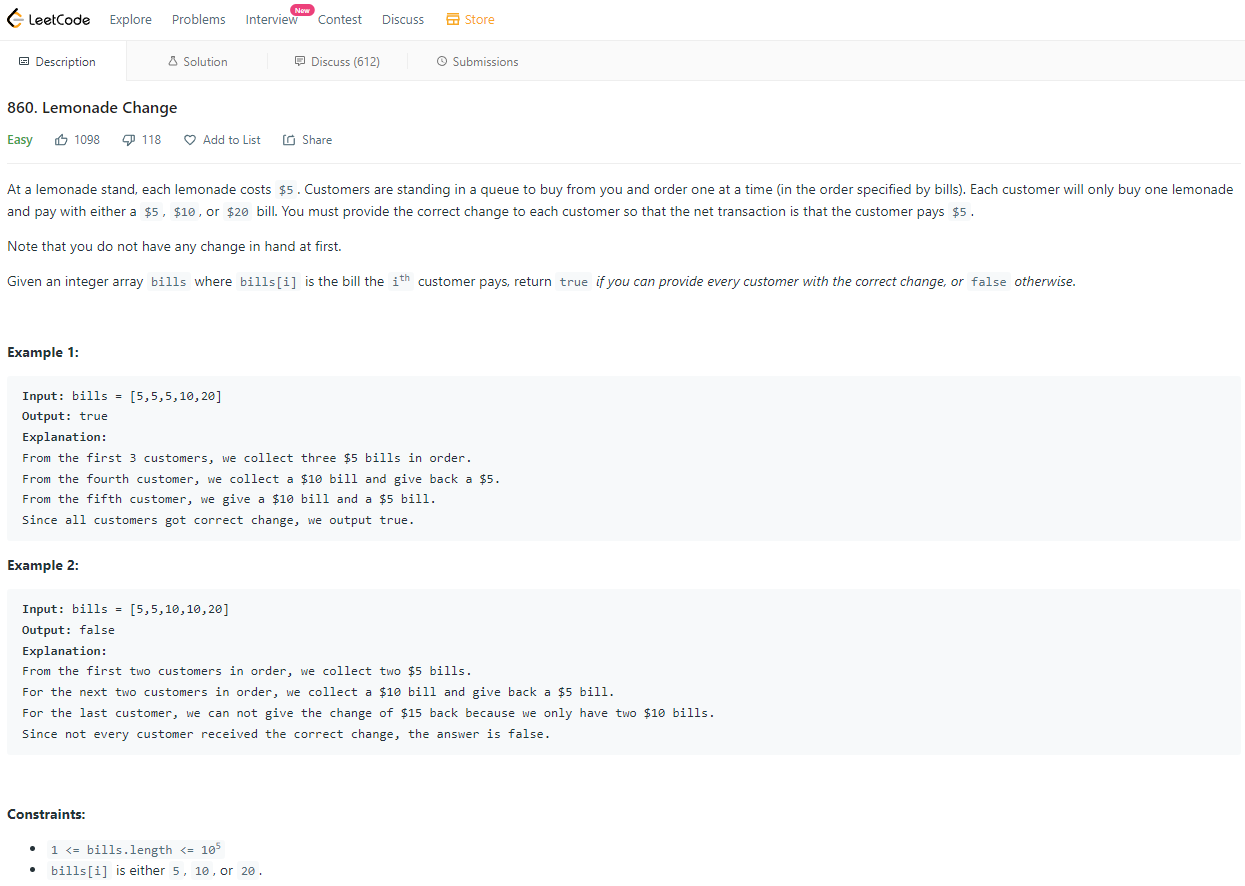 LeetCode Explore Problems Interview New Contest Discuss Store
Description Solution Discuss (612) Submissions
860. Lemonade Change
Easy 1098 118 Add to List Share
At a lemonade stand, each lemonade costs $5. Customers are standing in a queue to buy from you and order one at a time (in the order specified by bills). Each customer will only buy one lemonade
and pay with either a $5, $10, or $20 bill. You must provide the correct change to each customer so that the net transaction is that the customer pays $5.
Note that you do not have any change in hand at first.
Given an integer array bills where bills[i] is the bill the ith customer pays, return true if you can provide every customer with the correct change, or false otherwise.
Example 1:
Input: bills = [5,5,5,10,20]
Output: true
Explanation:
From the first 3 customers, we collect three $5 bills in order.
From the fourth customer, we collect a $10 bill and give back a $5.
From the fifth customer, we give a $10 bill and a $5 bill.
Since all customers got correct change, we output true.
Example 2:
Input: bills = [5,5,10,10,20]
Output: false
Explanation:
From the first two customers in order, we collect two $5 bills.
For the next two customers in order, we collect a $10 bill and give back a $5 bill.
For the last customer, we can not give the change of $15 back because we only have two $10 bills.
Since not every customer received the correct change, the answer is false.
Constraints:
• 1 <= bills.length <= 10⁵
• bills[i] is either 5, 10, or 20.